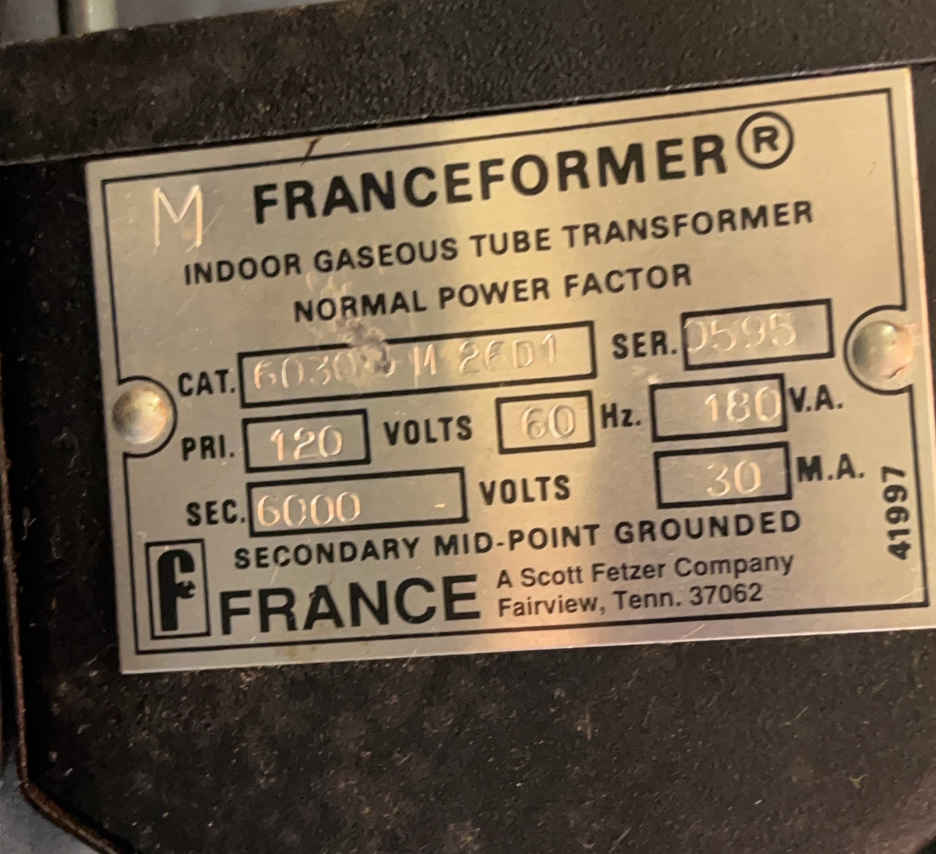 M FRANCEFORMER®
INDOOR GASEOUS TUBE TRANSFORMER
NORMAL POWER FACTOR
CAT. SER. 0595
PRI. 120 VOLTS 60 Hz. 180 V.A.
SEC. 6000 VOLTS 30 M.A.
SECONDARY MID-POINT GROUNDED
FRANCE A Scott Fetzer Company
Fairview, Tenn. 37062
41997